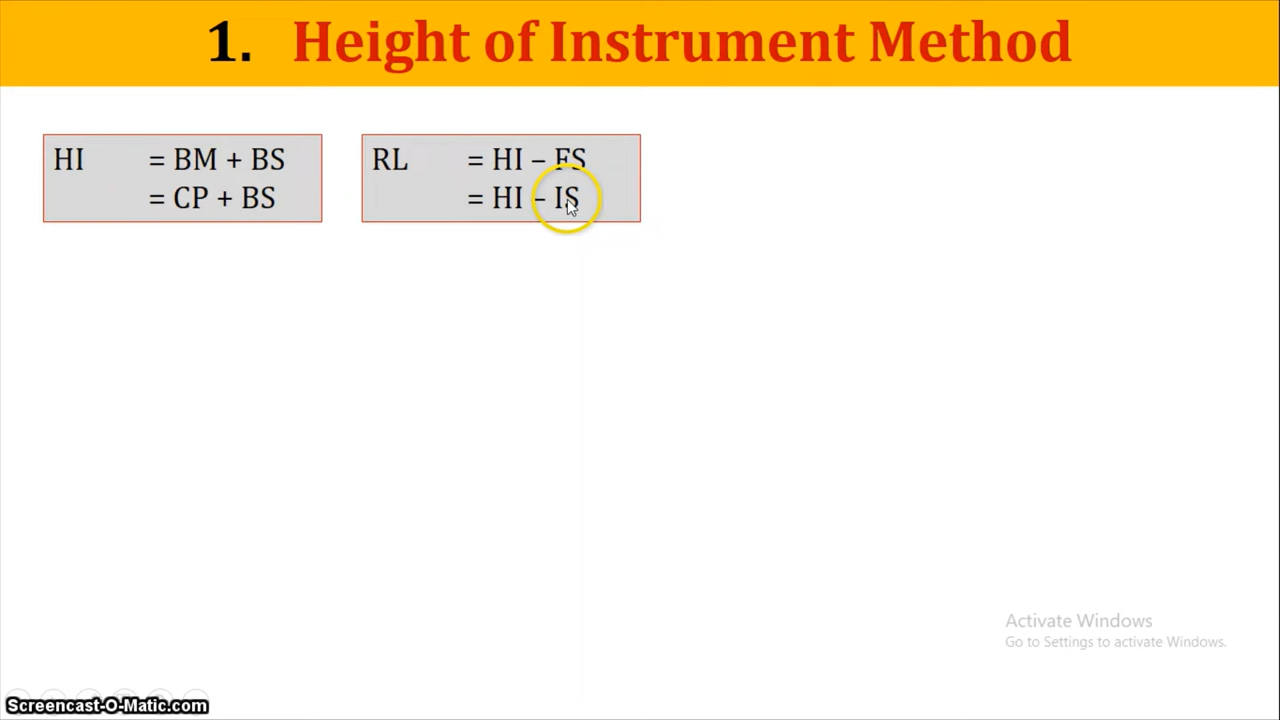 1. Height of Instrument Method
HI = BM + BS
= CP + BS
RL = HI – FS
= HI – IS
Activate Windows
Go to Settings to activate Windows.
Screencast-O-Matic.com